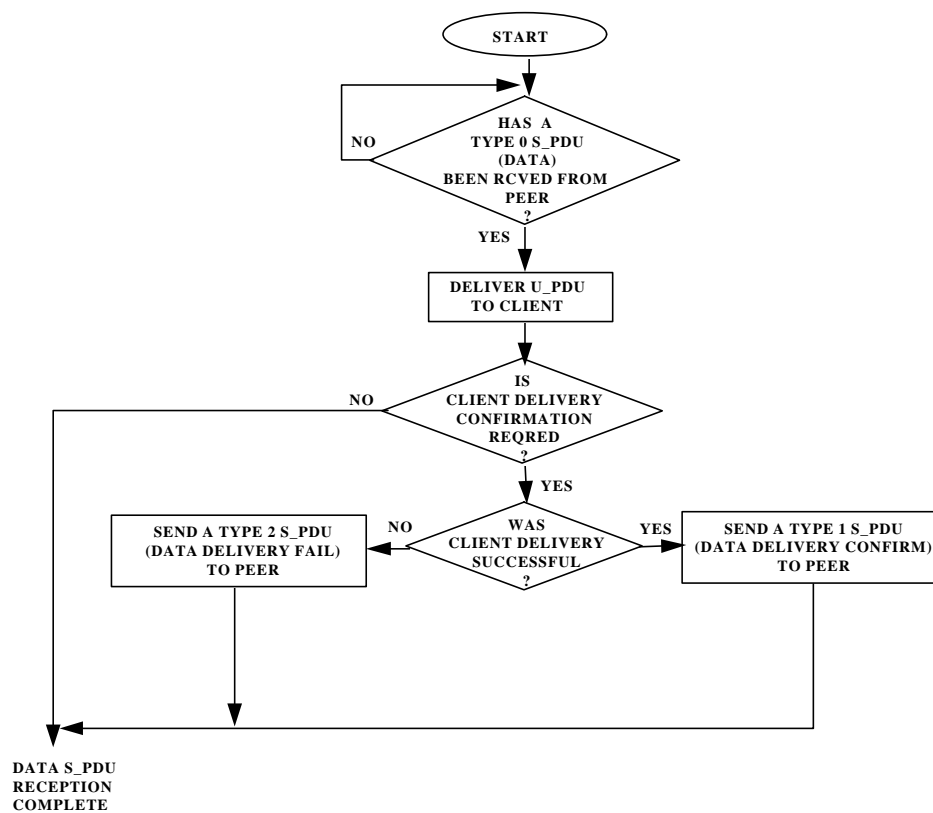 START
HAS A
TYPE 0 S_PDU
(DATA)
BEEN RCVED FROM
PEER
?
NO
YES
DELIVER U_PDU
TO CLIENT
IS
CLIENT DELIVERY
CONFIRMATION
REQRED
?
NO
YES
WAS
CLIENT DELIVERY
SUCCESSFUL
?
NO
YES
SEND A TYPE 2 S_PDU
(DATA DELIVERY FAIL)
TO PEER
SEND A TYPE 1 S_PDU
(DATA DELIVERY CONFIRM)
TO PEER
DATA S_PDU
RECEPTION
COMPLETE